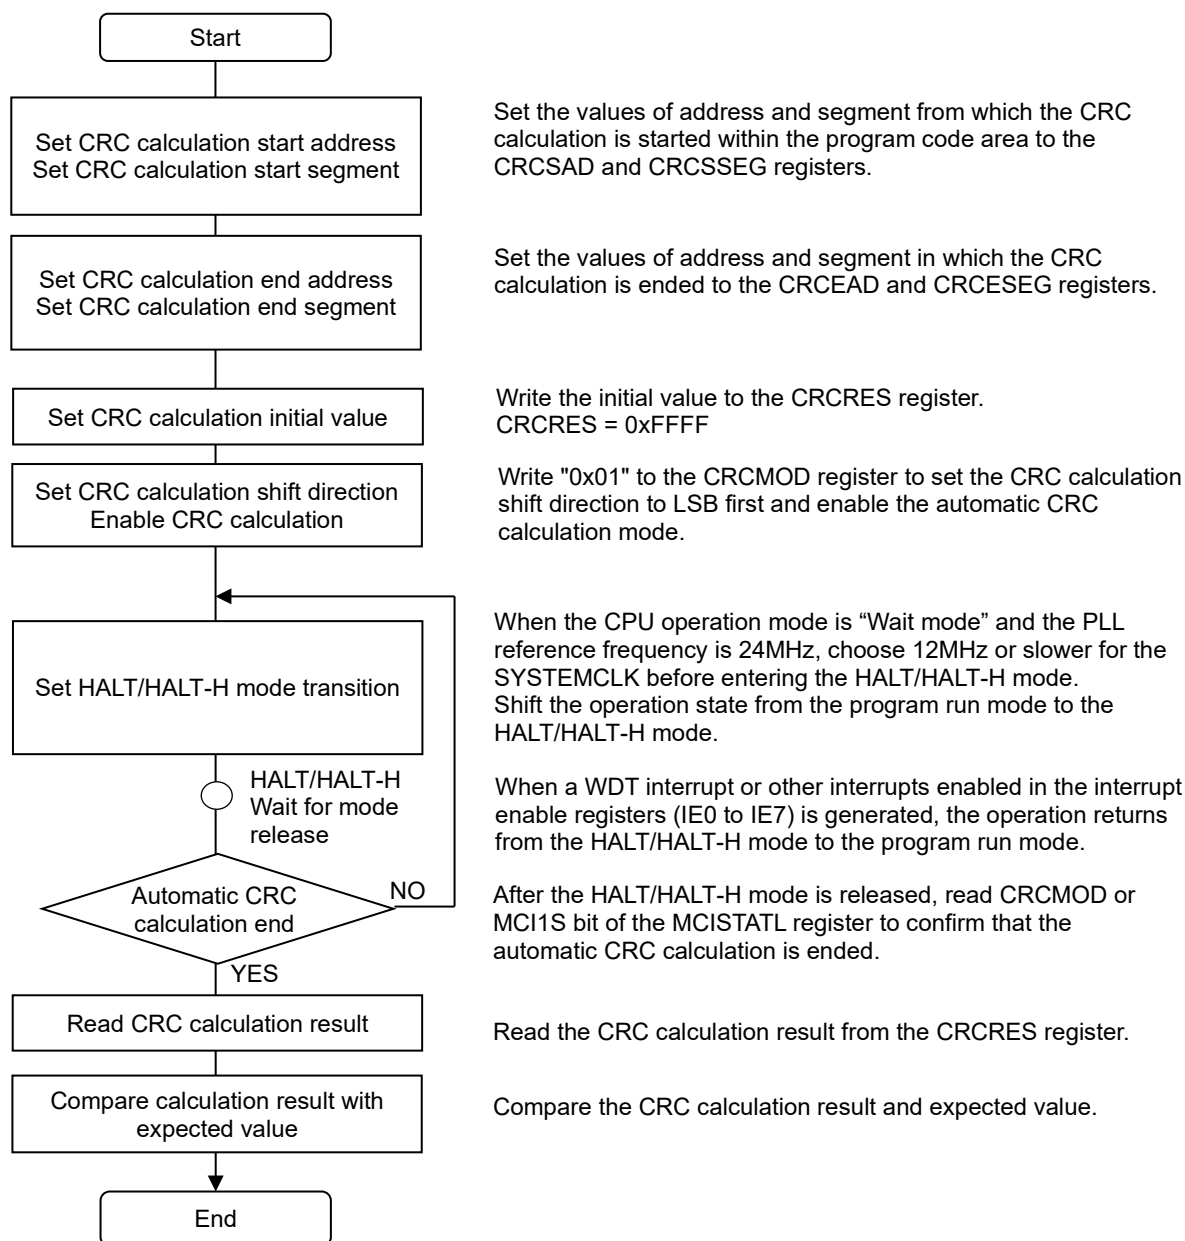 Start
Set CRC calculation start address
Set CRC calculation start segment
Set the values of address and segment from which the CRC
calculation is started within the program code area to the
CRCSAD and CRCSSEG registers.
Set CRC calculation end address
Set CRC calculation end segment
Set the values of address and segment in which the CRC
calculation is ended to the CRCEAD and CRCESEG registers.
Set CRC calculation initial value
Write the initial value to the CRCRES register.
CRCRES = 0xFFFF
Set CRC calculation shift direction
Enable CRC calculation
Write "0x01" to the CRCMOD register to set the CRC calculation
shift direction to LSB first and enable the automatic CRC
calculation mode.
Set HALT/HALT-H mode transition
When the CPU operation mode is “Wait mode” and the PLL
reference frequency is 24MHz, choose 12MHz or slower for the
SYSTEMCLK before entering the HALT/HALT-H mode.
Shift the operation state from the program run mode to the
HALT/HALT-H mode.
HALT/HALT-H
Wait for mode
release
When a WDT interrupt or other interrupts enabled in the interrupt
enable registers (IE0 to IE7) is generated, the operation returns
from the HALT/HALT-H mode to the program run mode.
Automatic CRC
calculation end
NO
After the HALT/HALT-H mode is released, read CRCMOD or
MCI1S bit of the MCISTATL register to confirm that the
automatic CRC calculation is ended.
YES
Read CRC calculation result
Read the CRC calculation result from the CRCRES register.
Compare calculation result with
expected value
Compare the CRC calculation result and expected value.
End